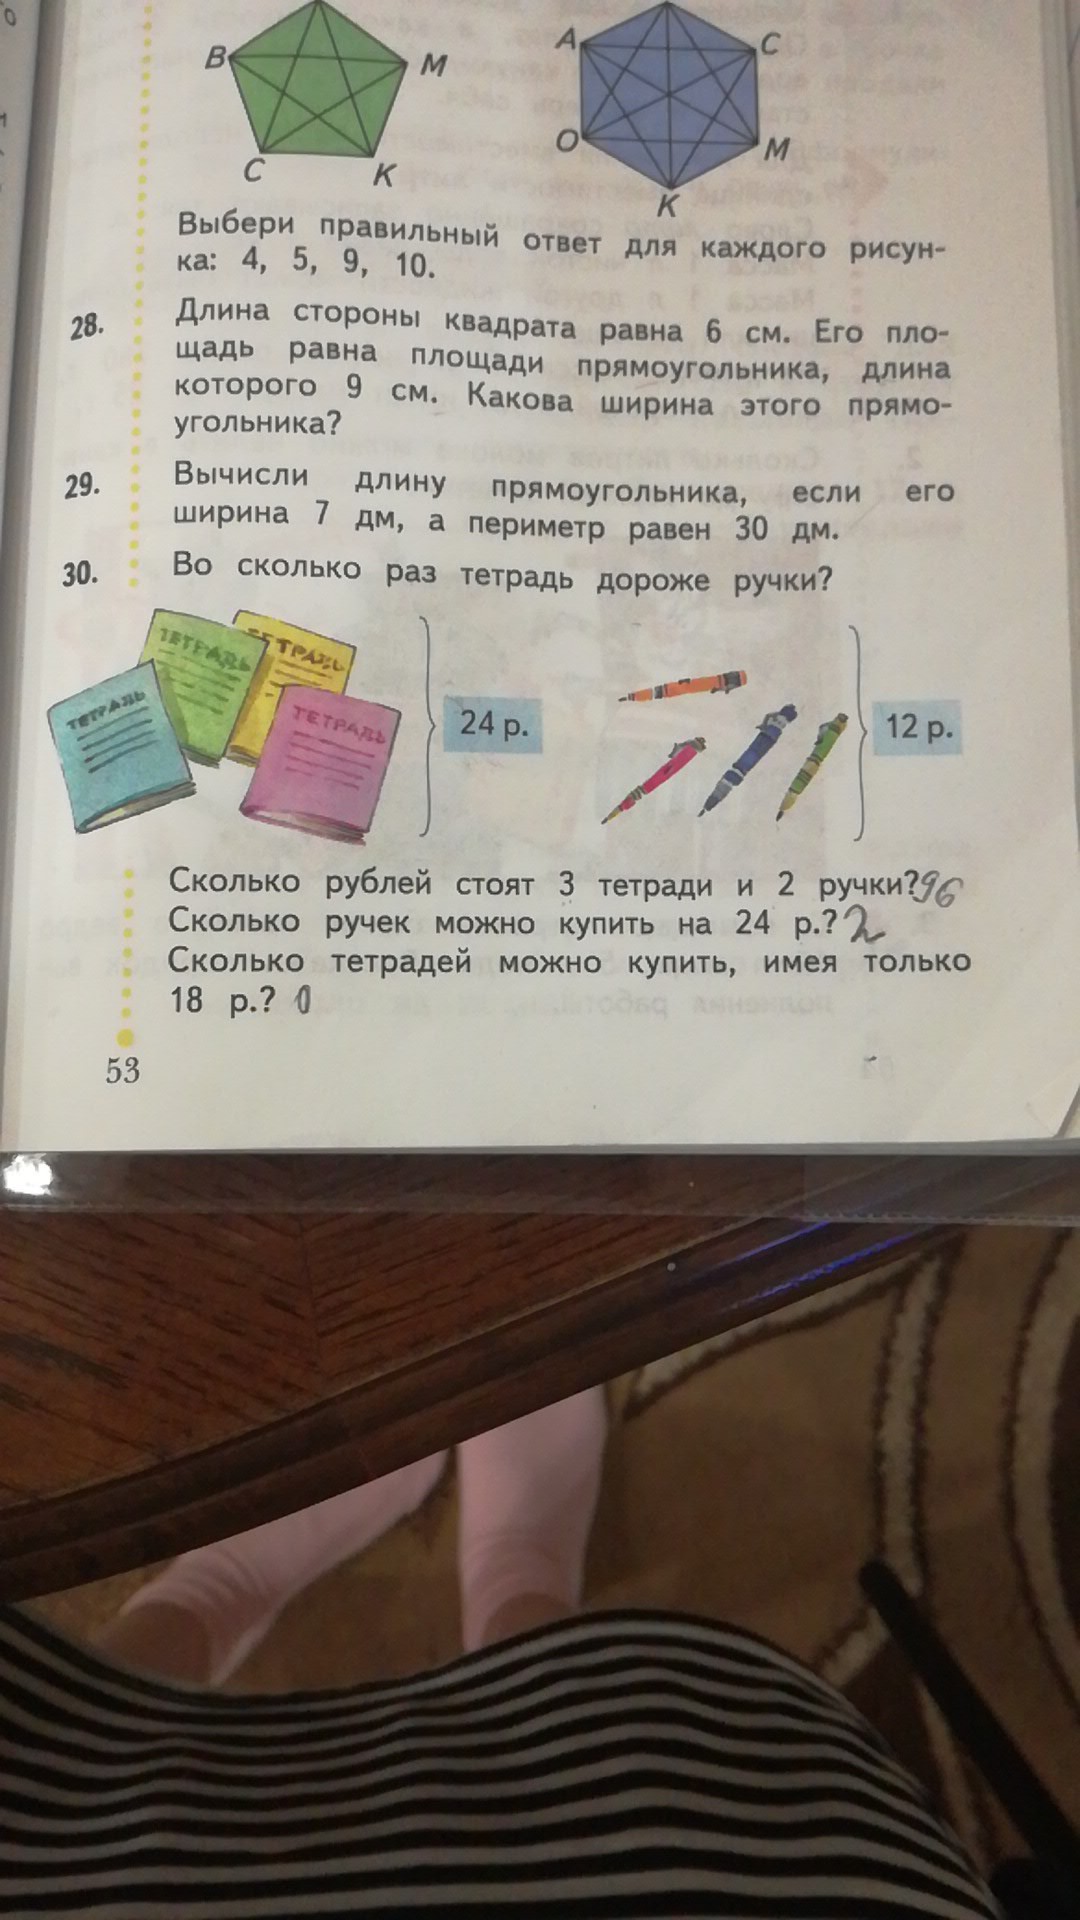 В М А С
О М
С К К
Выбери правильный ответ для каждого рисун-
ка: 4, 5, 9, 10.
28. Длина стороны квадрата равна 6 см. Его пло-
щадь равна площади прямоугольника, длина
которого 9 см. Какова ширина этого прямо-
угольника?
29. Вычисли длину прямоугольника, если его
ширина 7 дм, а периметр равен 30 дм.
30. Во сколько раз тетрадь дороже ручки?
ТЕТРАДЬ ТЕТРАДЬ
ТЕТРАДЬ ТЕТРАДЬ
24 р. 12 р.
Сколько рублей стоят 3 тетради и 2 ручки? 96
Сколько ручек можно купить на 24 р.? 2
Сколько тетрадей можно купить, имея только
18 р.? 0
53